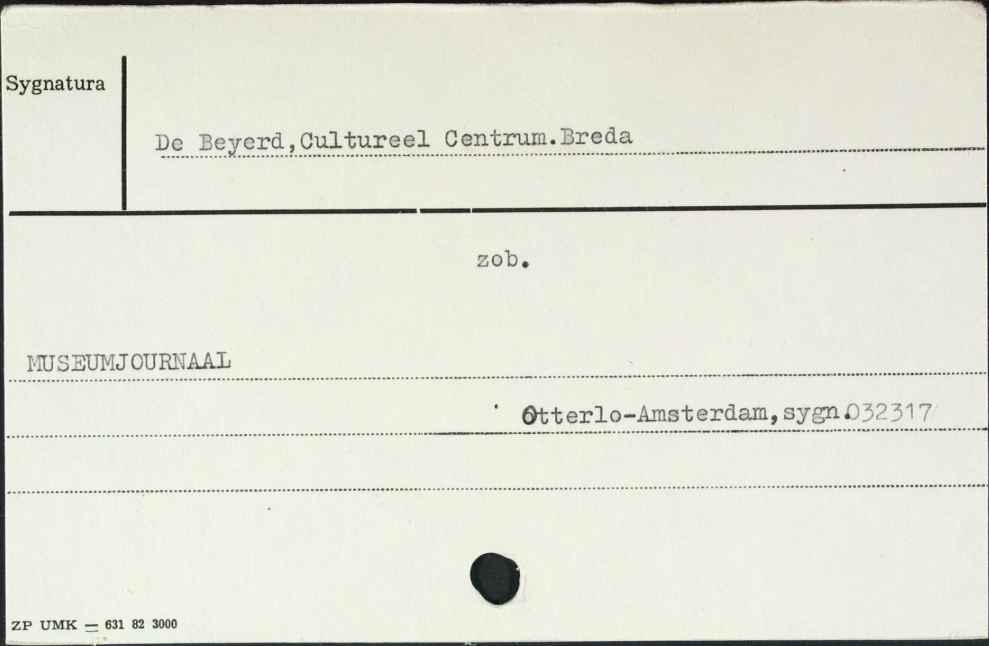 Sygnatura
De Beyerd,Cultureel Centrum.Breda
zob.
MUSEUMJOURNAAL
Otterlo-Amsterdam,sygn.032317
ZP UMK — 631 82 3000